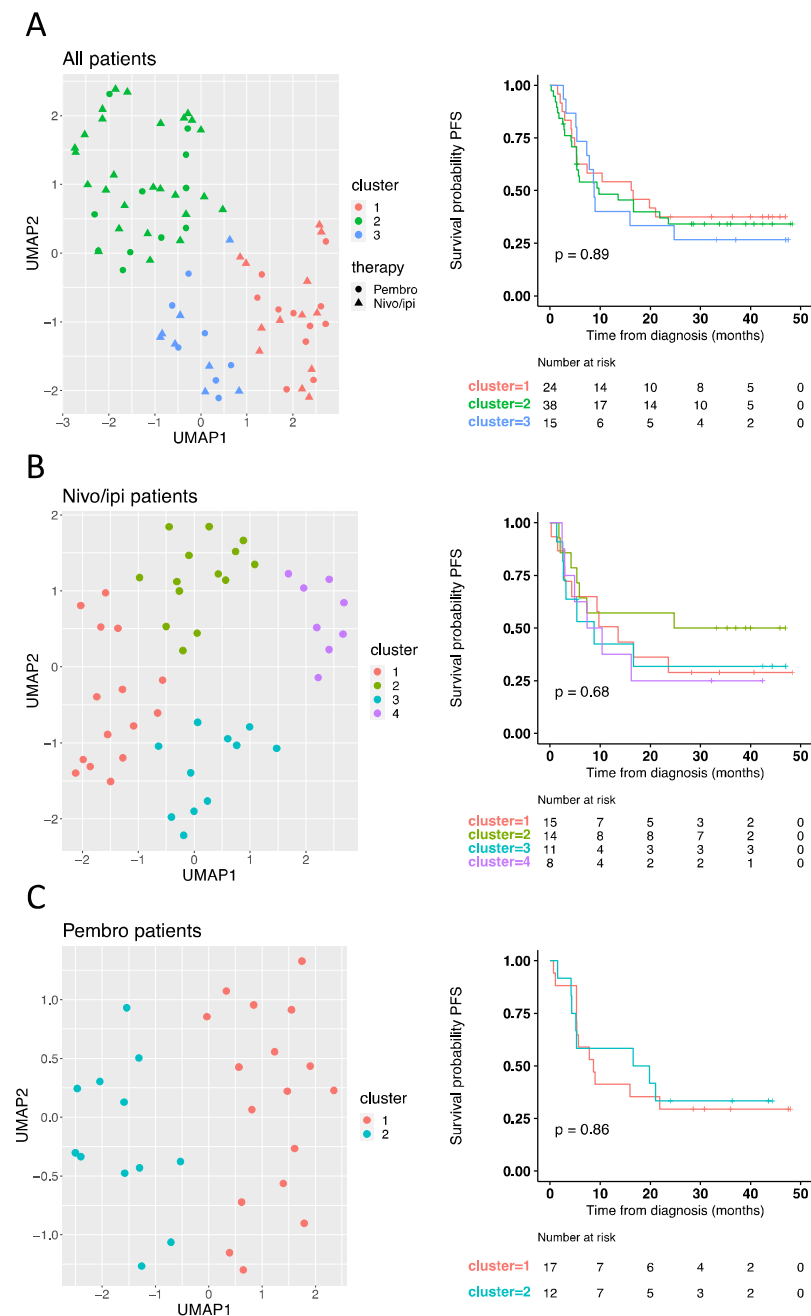 A
All patients
2
1
0
−1
−2
−3
−2
−1
0
1
2
UMAP1
UMAP2
cluster
1
2
3
therapy
Pembro
Nivo/ipi
1.00
0.75
0.50
0.25
0.00
Survival probability PFS
p = 0.89
0 10 20 30 40 50
Time from diagnosis (months)
Number at risk
cluster=1 24 14 10 8 5 0
cluster=2 38 17 14 10 5 0
cluster=3 15 6 5 4 2 0
B
Nivo/ipi patients
2
1
0
−1
−2
−2 −1 0 1 2
UMAP1
UMAP2
cluster
1
2
3
4
1.00
0.75
0.50
0.25
0.00
Survival probability PFS
p = 0.68
0 10 20 30 40 50
Time from diagnosis (months)
Number at risk
cluster=1 15 7 5 3 2 0
cluster=2 14 8 8 7 2 0
cluster=3 11 4 3 3 3 0
cluster=4 8 4 2 2 1 0
C
Pembro patients
1.0
0.5
0.0
−0.5
−1.0
−2 −1 0 1 2
UMAP1
UMAP2
cluster
1
2
1.00
0.75
0.50
0.25
0.00
Survival probability PFS
p = 0.86
0 10 20 30 40 50
Time from diagnosis (months)
Number at risk
cluster=1 17 7 6 4 2 0
cluster=2 12 7 5 3 2 0